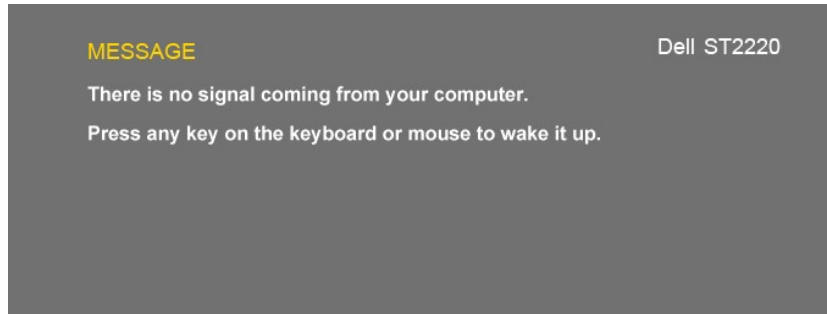 MESSAGE
Dell ST2220
There is no signal coming from your computer.
Press any key on the keyboard or mouse to wake it up.